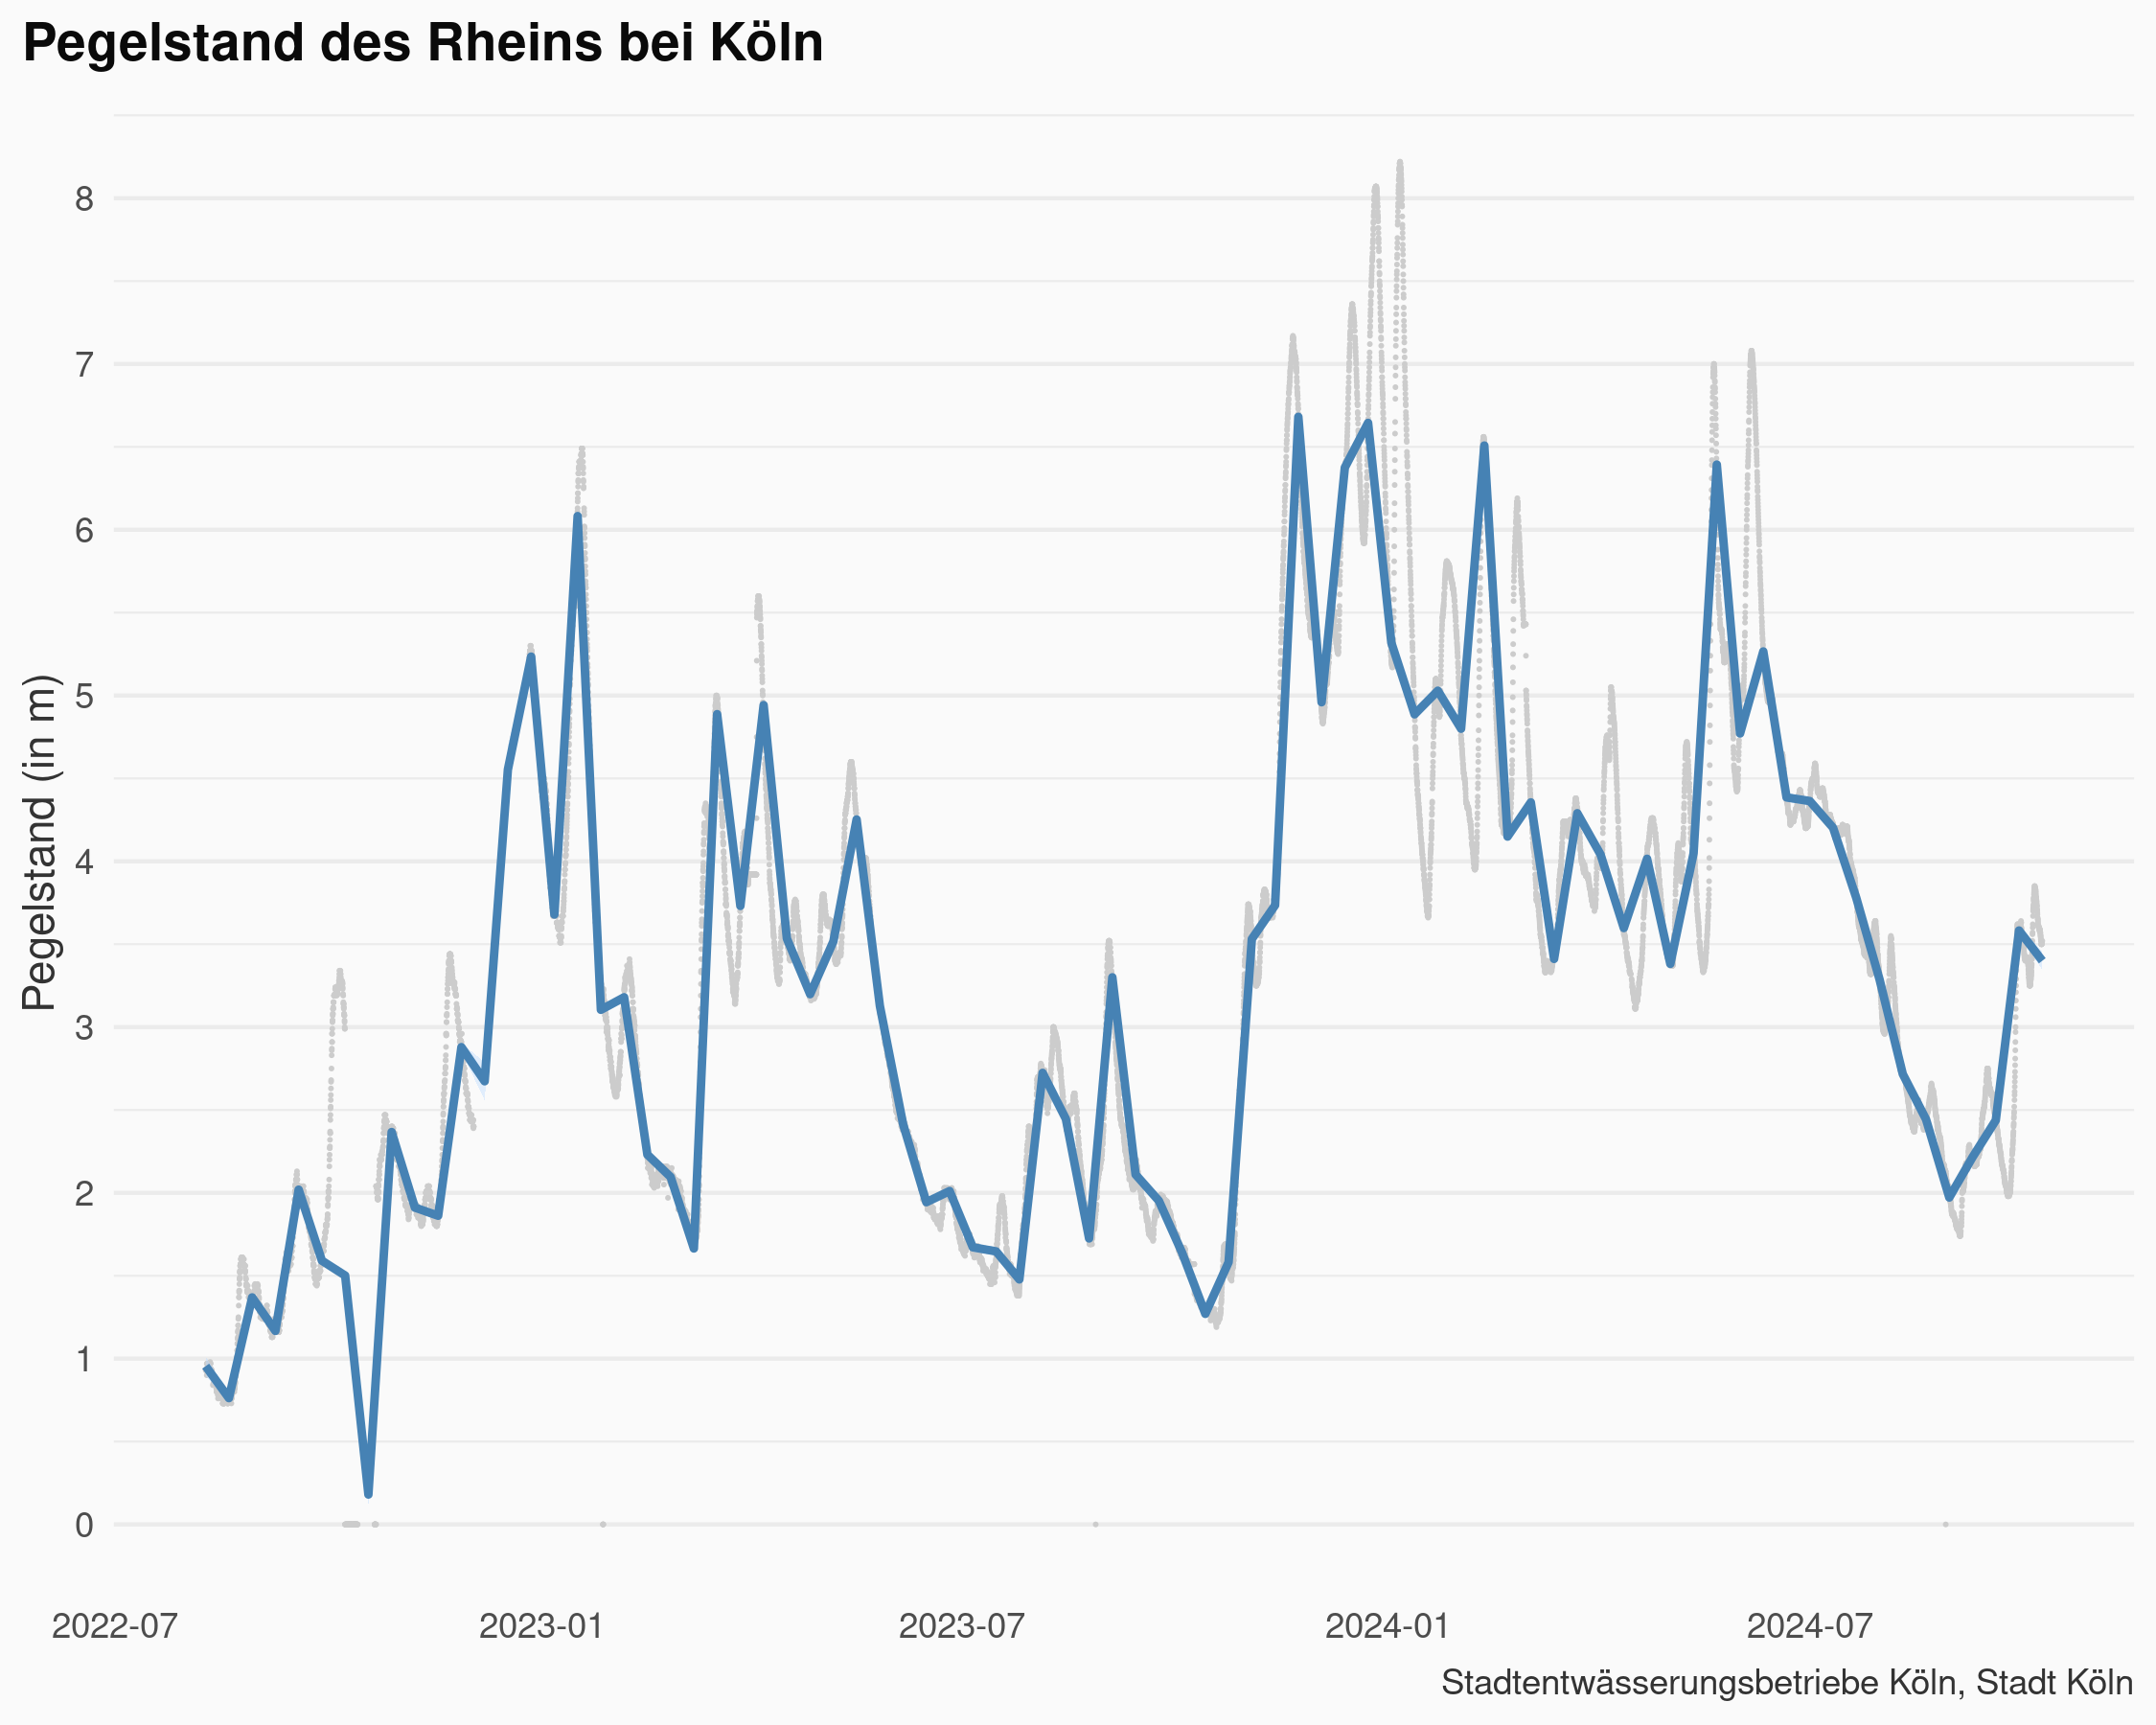 Pegelstand des Rheins bei Köln
Pegelstand (in m)
8
7
6
5
4
3
2
1
0
2022-07 2023-01 2023-07 2024-01 2024-07
Stadtentwässerungsbetriebe Köln, Stadt Köln